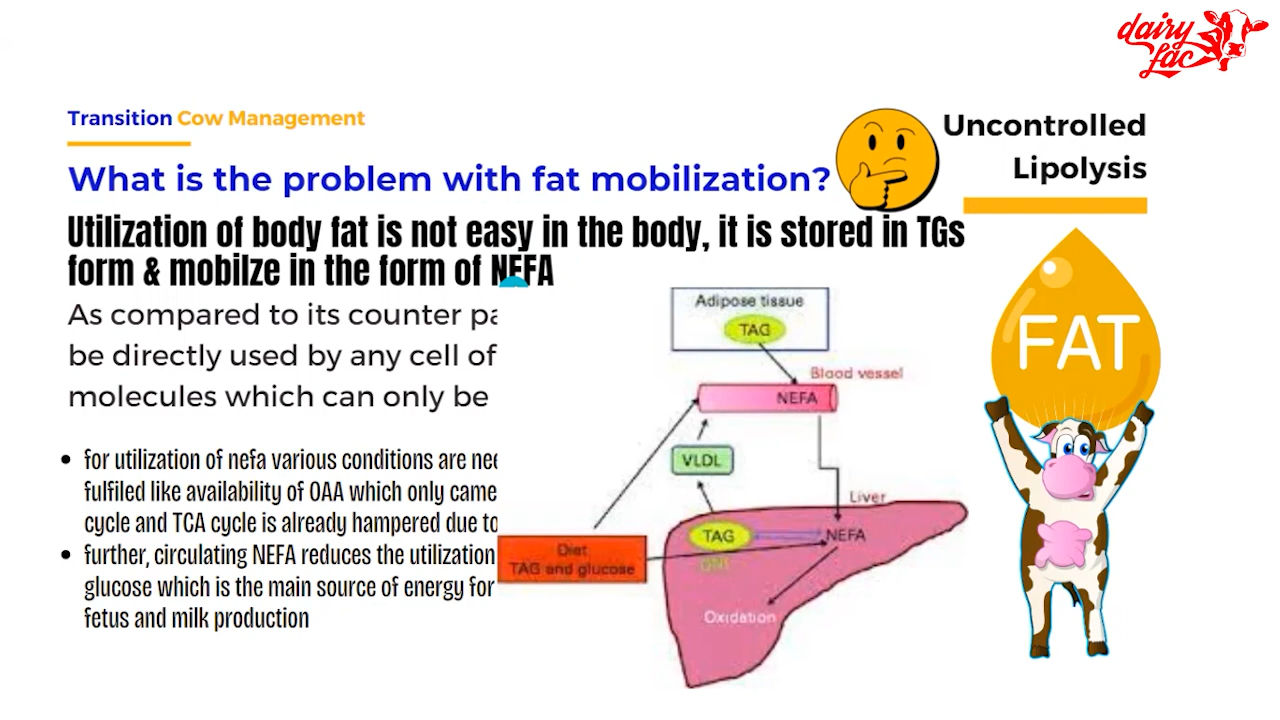 dairy
lac
Transition Cow Management
Uncontrolled
Lipolysis
What is the problem with fat mobilization?
Utilization of body fat is not easy in the body, it is stored in TGs
form & mobilze in the form of NEFA
As compared to its counter
be directly used by any cell of
molecules which can only be
for utilization of nefa various conditions are
fulfiled like availability of OAA which only came
cycle and TCA cycle is already hampered due to
further, circulating NEFA reduces the utilization
glucose which is the main source of energy for
fetus and milk production
Adipose tissue
TAG
Blood vessel
NEFA
VLDL
Liver
TAG
NEFA
Diet
TAG and glucose
Oxidation
FAT